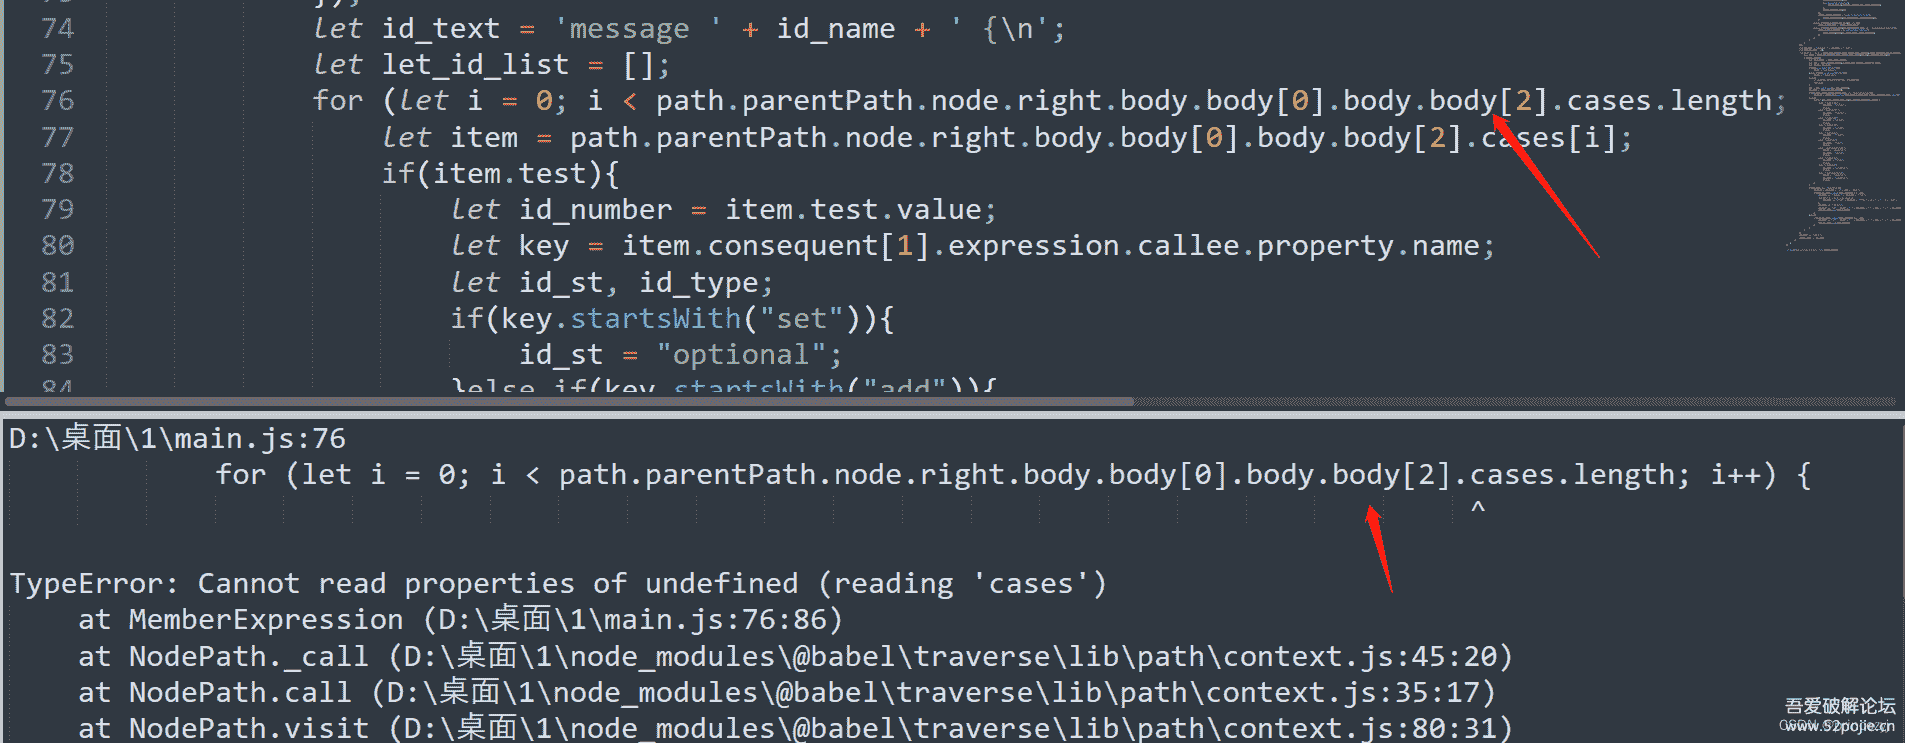 });
74 let id_text = 'message ' + id_name + ' {\n';
75 let let_id_list = [];
76 for (let i = 0; i < path.parentPath.node.right.body.body[0].body.body[2].cases.length;
77 let item = path.parentPath.node.right.body.body[0].body.body[2].cases[i];
78 if(item.test){
79 let id_number = item.test.value;
80 let key = item.consequent[1].expression.callee.property.name;
81 let id_st, id_type;
82 if(key.startsWith("set")){
83 id_st = "optional";
84 }else if(key.startsWith("add")){
D:\桌面\1\main.js:76
for (let i = 0; i < path.parentPath.node.right.body.body[0].body.body[2].cases.length; i++) {
^
TypeError: Cannot read properties of undefined (reading 'cases')
at MemberExpression (D:\桌面\1\main.js:76:86)
at NodePath._call (D:\桌面\1\node_modules\@babel\traverse\lib\path\context.js:45:20)
at NodePath.call (D:\桌面\1\node_modules\@babel\traverse\lib\path\context.js:35:17)
at NodePath.visit (D:\桌面\1\node_modules\@babel\traverse\lib\path\context.js:80:31)
吾爱破解论坛
www.52pojie.cn